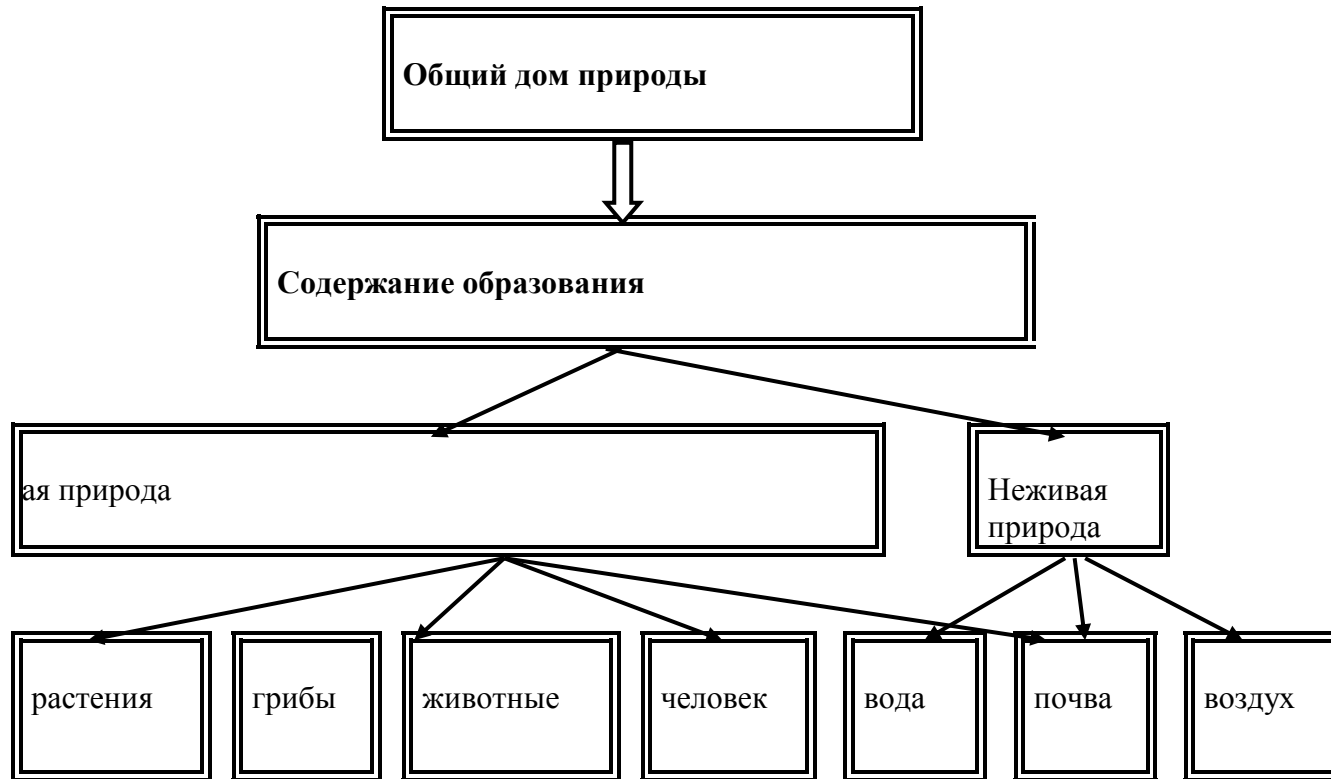 Общий дом природы
Содержание образования
ая природа
Неживая
природа
растения
грибы
животные
человек
вода
почва
воздух